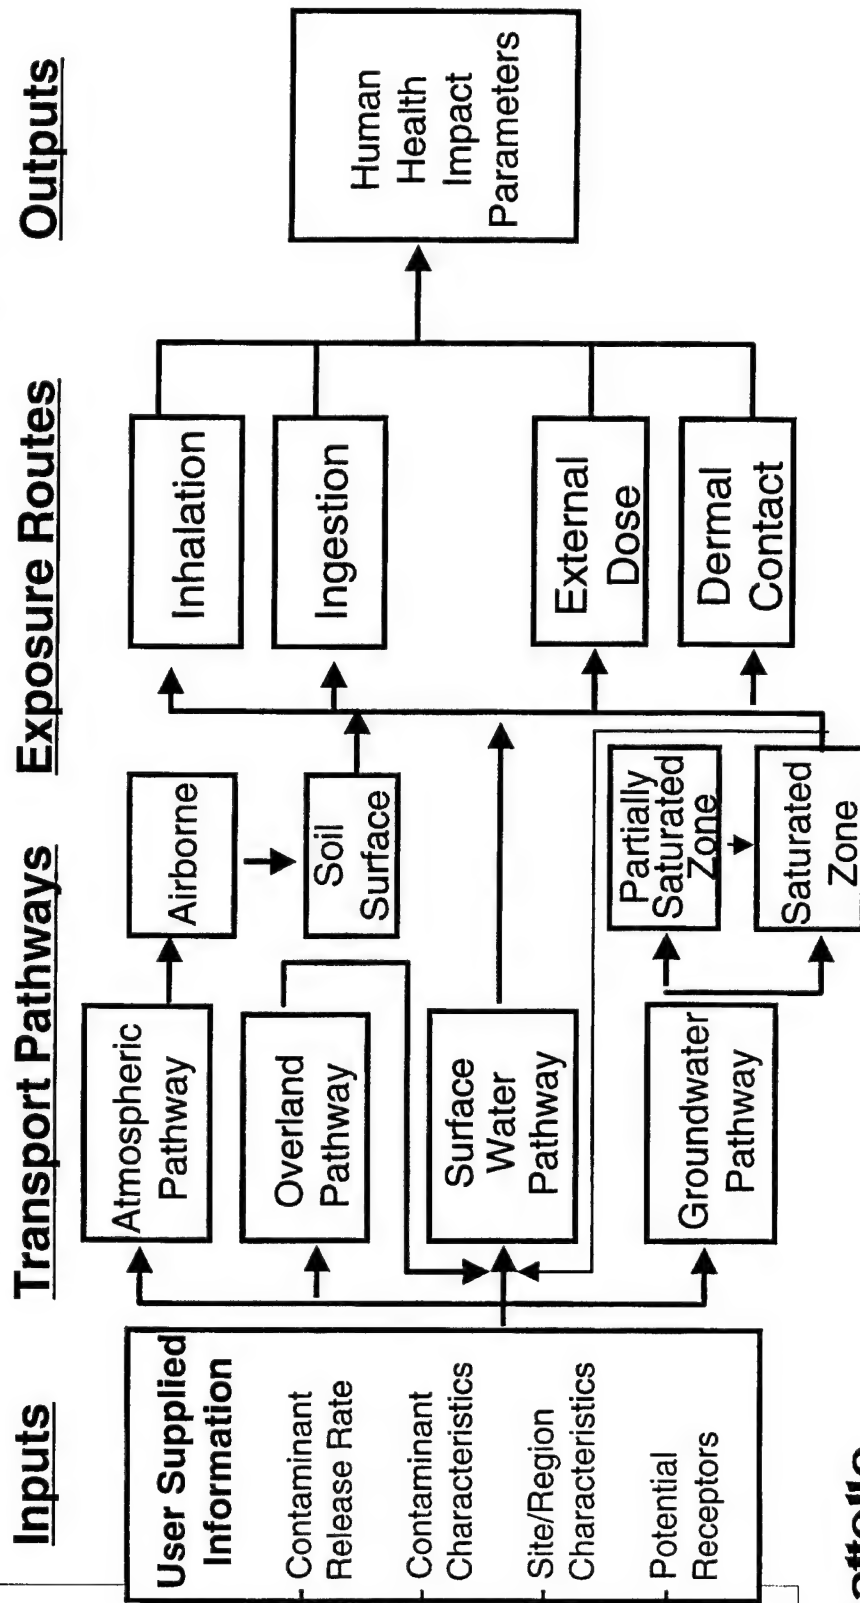 Inputs
Transport Pathways
Exposure Routes
Outputs
User Supplied
Information
Contaminant
Release Rate
Contaminant
Characteristics
Site/Region
Characteristics
Potential
Receptors
Atmospheric
Pathway
Overland
Pathway
Surface
Water
Pathway
Groundwater
Pathway
Airborne
Soil
Surface
Partially
Saturated
Zone
Saturated
Zone
Inhalation
Ingestion
External
Dose
Dermal
Contact
Human
Health
Impact
Parameters